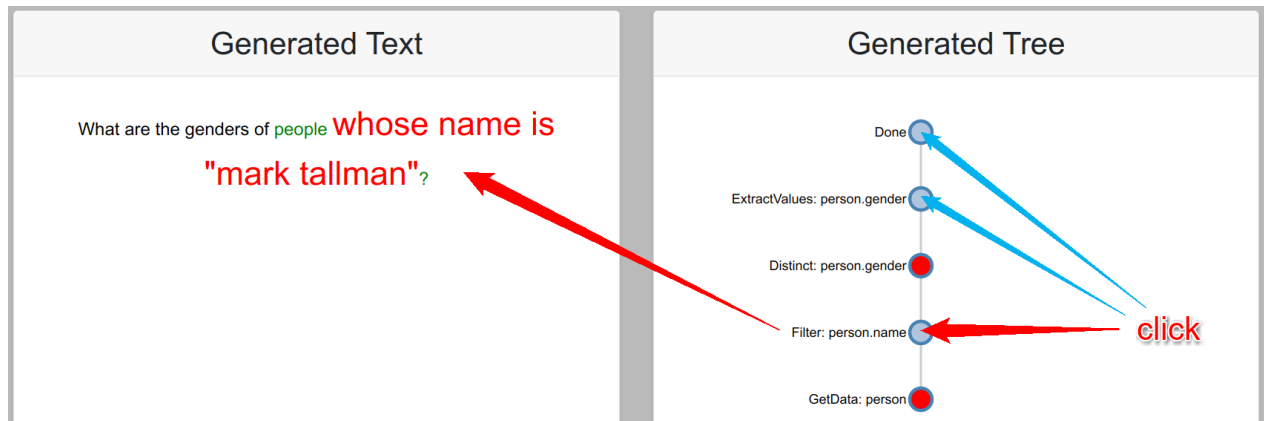 Generated Text
What are the genders of people whose name is
"mark tallman"?
Generated Tree
Done
ExtractValues: person.gender
Distinct: person.gender
Filter: person.name
click
GetData: person